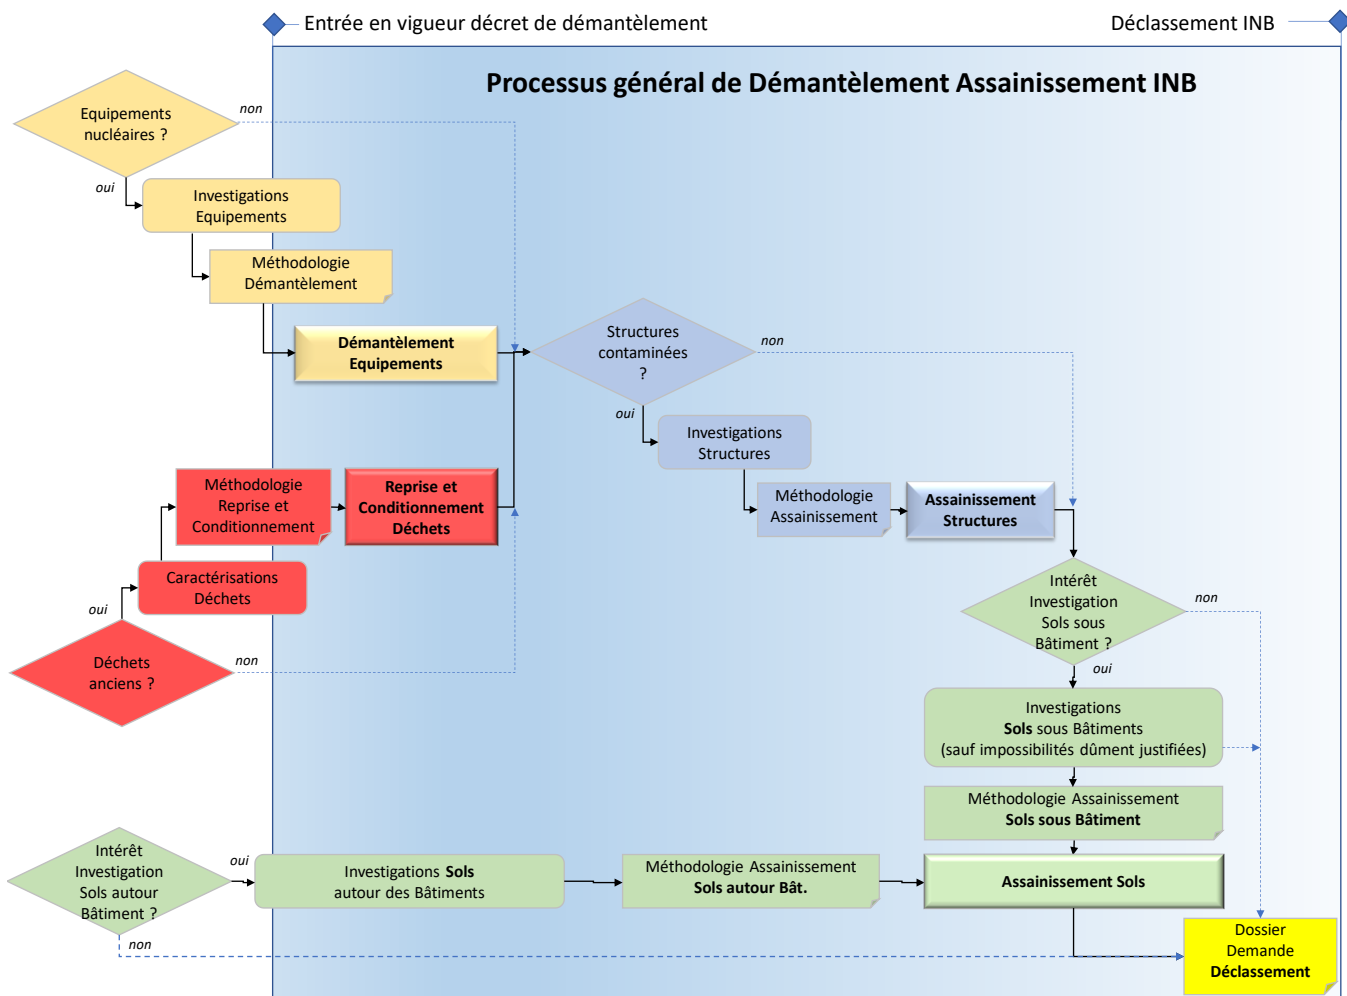 Entrée en vigueur décret de démantèlement
Déclassement INB
Processus général de Démantèlement Assainissement INB
Equipements
nucléaires ?
non
oui
Investigations
Equipements
Méthodologie
Démantèlement
Démantèlement
Equipements
Structures
contaminées
?
non
oui
Investigations
Structures
Méthodologie
Assainissement
Assainissement
Structures
Méthodologie
Reprise et
Conditionnement
Reprise et
Conditionnement
Déchets
Caractérisations
Déchets
oui
Déchets
anciens ?
non
Intérêt
Investigation
Sols sous
Bâtiment ?
non
oui
Investigations
Sols sous Bâtiments
(sauf impossibilités dûment justifiées)
Méthodologie Assainissement
Sols sous Bâtiment
Intérêt
Investigation
Sols autour
Bâtiment ?
oui
non
Investigations Sols
autour des Bâtiments
Méthodologie Assainissement
Sols autour Bât.
Assainissement Sols
Dossier
Demande
Déclassement